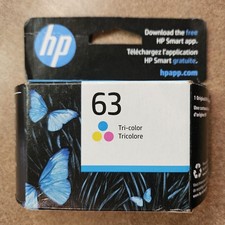 hp
Download the free
HP Smart app.
Téléchargez l'application
HP Smart gratuite.
hpapp.com
63
Tri-color
Tricolore